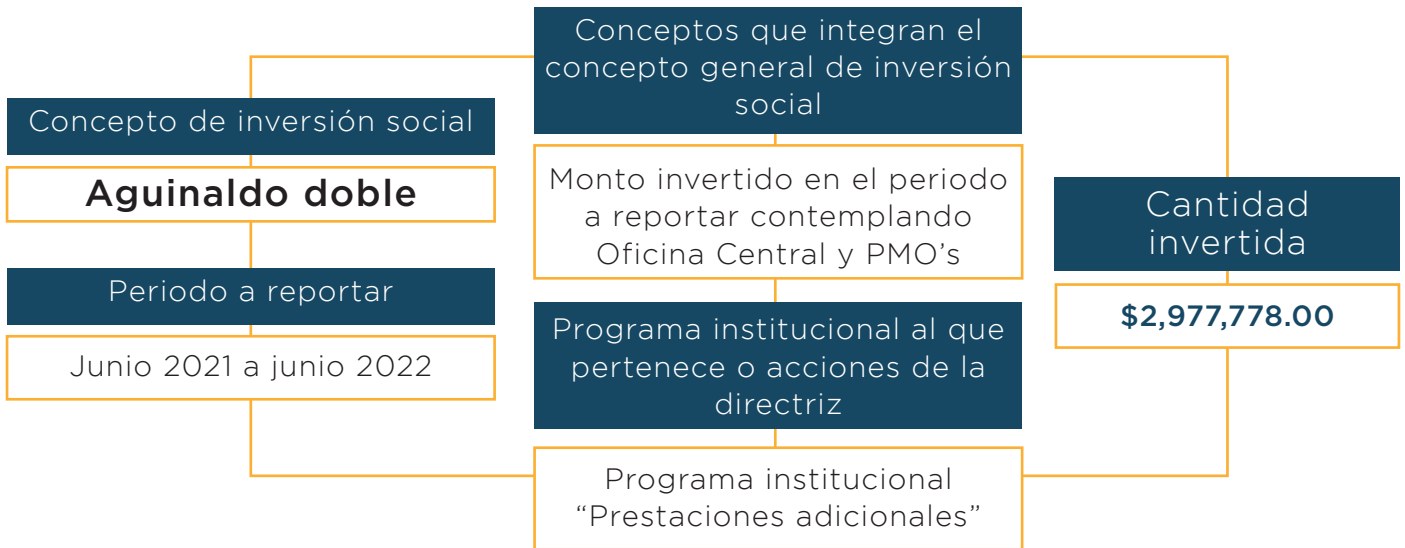 Concepto de inversión social
Aguinaldo doble
Periodo a reportar
Junio 2021 a junio 2022
Conceptos que integran el
concepto general de inversión
social
Monto invertido en el periodo
a reportar contemplando
Oficina Central y PMO’s
Programa institucional al que
pertenece o acciones de la
directriz
Programa institucional
“Prestaciones adicionales”
Cantidad
invertida
$2,977,778.00